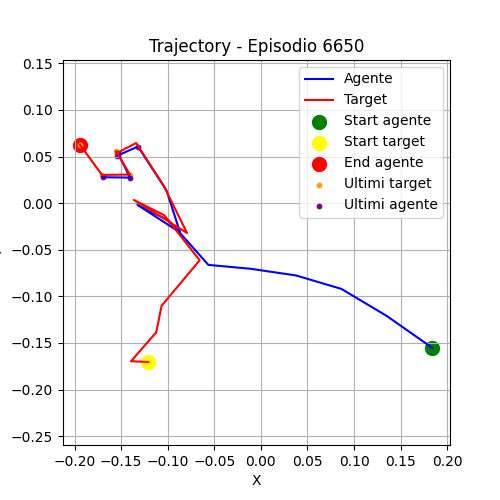 Trajectory - Episodio 6650
0.15
0.10
0.05
0.00
−0.05
−0.10
−0.15
−0.20
−0.25
−0.20
−0.15
−0.10
−0.05
0.00
0.05
0.10
0.15
0.20
X
Agente
Target
Start agente
Start target
End agente
Ultimi target
Ultimi agente